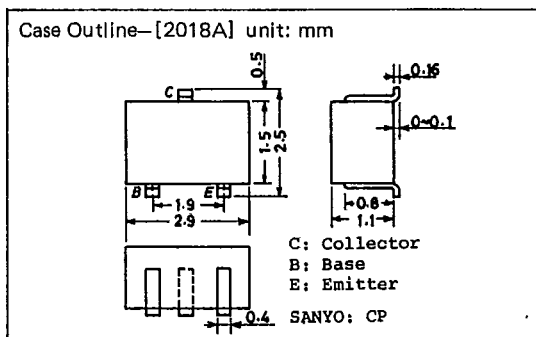 Case Outline–[2018A] unit: mm
C
0.5
0.16
1.5
2.5
0~0.1
B
E
1.9
2.9
0.8
1.1
C: Collector
B: Base
E: Emitter
0.4
SANYO: CP